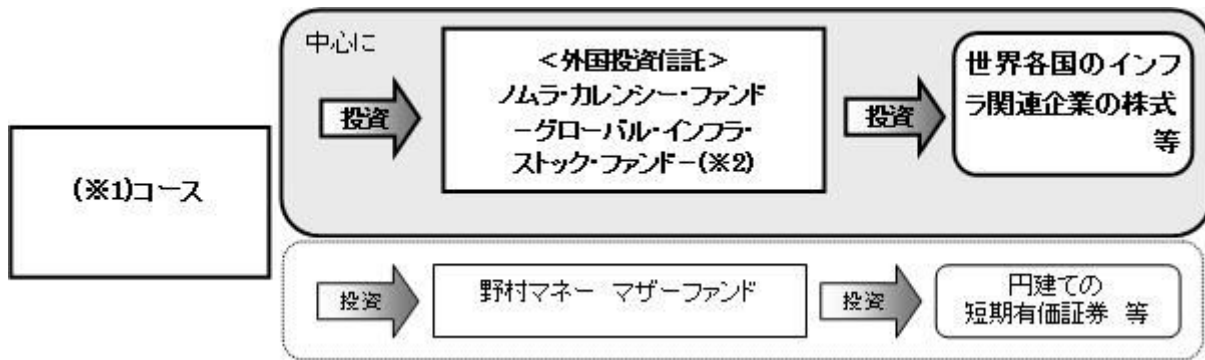 (※1)コース
中心に
投資
＜外国投資信託＞
ノムラ・カレンシー・ファンド
－グローバル・インフラ・
ストック・ファンド－(※2)
投資
世界各国のインフ
ラ関連企業の株式
等
投資
野村マネー マザーファンド
投資
円建ての
短期有価証券 等